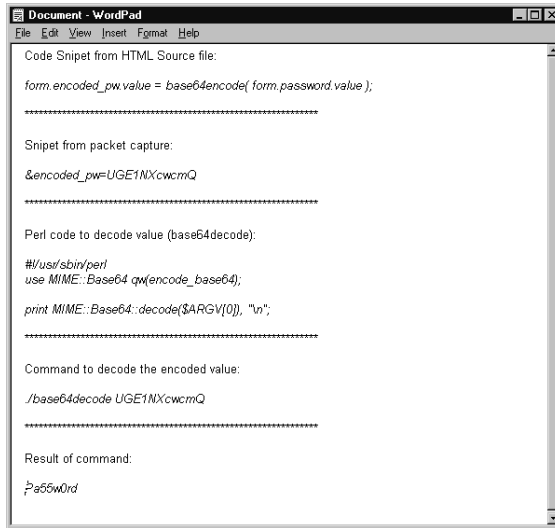 Document - WordPad
File Edit View Insert Format Help
Code Snipet from HTML Source file:
form.encoded_pw.value = base64encode( form.password.value );
**************************************************************
Snipet from packet capture:
&encoded_pw=UGE1NXcwcmQ
**************************************************************
Perl code to decode value (base64decode):
#!/usr/sbin/perl
use MIME::Base64 qw(encode_base64);
print MIME::Base64::decode($ARGV[0]), "\n";
**************************************************************
Command to decode the encoded value:
./base64decode UGE1NXcwcmQ
**************************************************************
Result of command:
Pa55w0rd